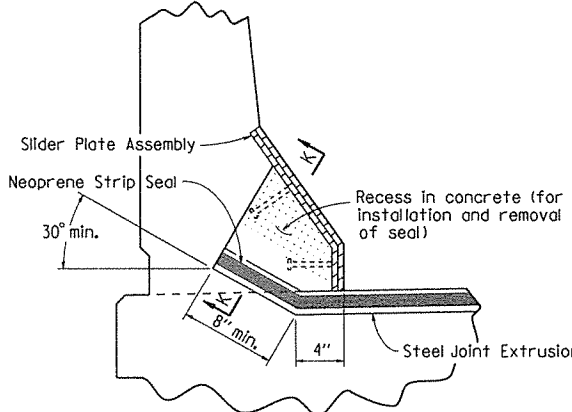 Slider Plate Assembly
K
Neoprene Strip Seal
Recess in concrete (for
installation and removal
of seal)
30° min.
K
8" min.
4"
Steel Joint Extrusion